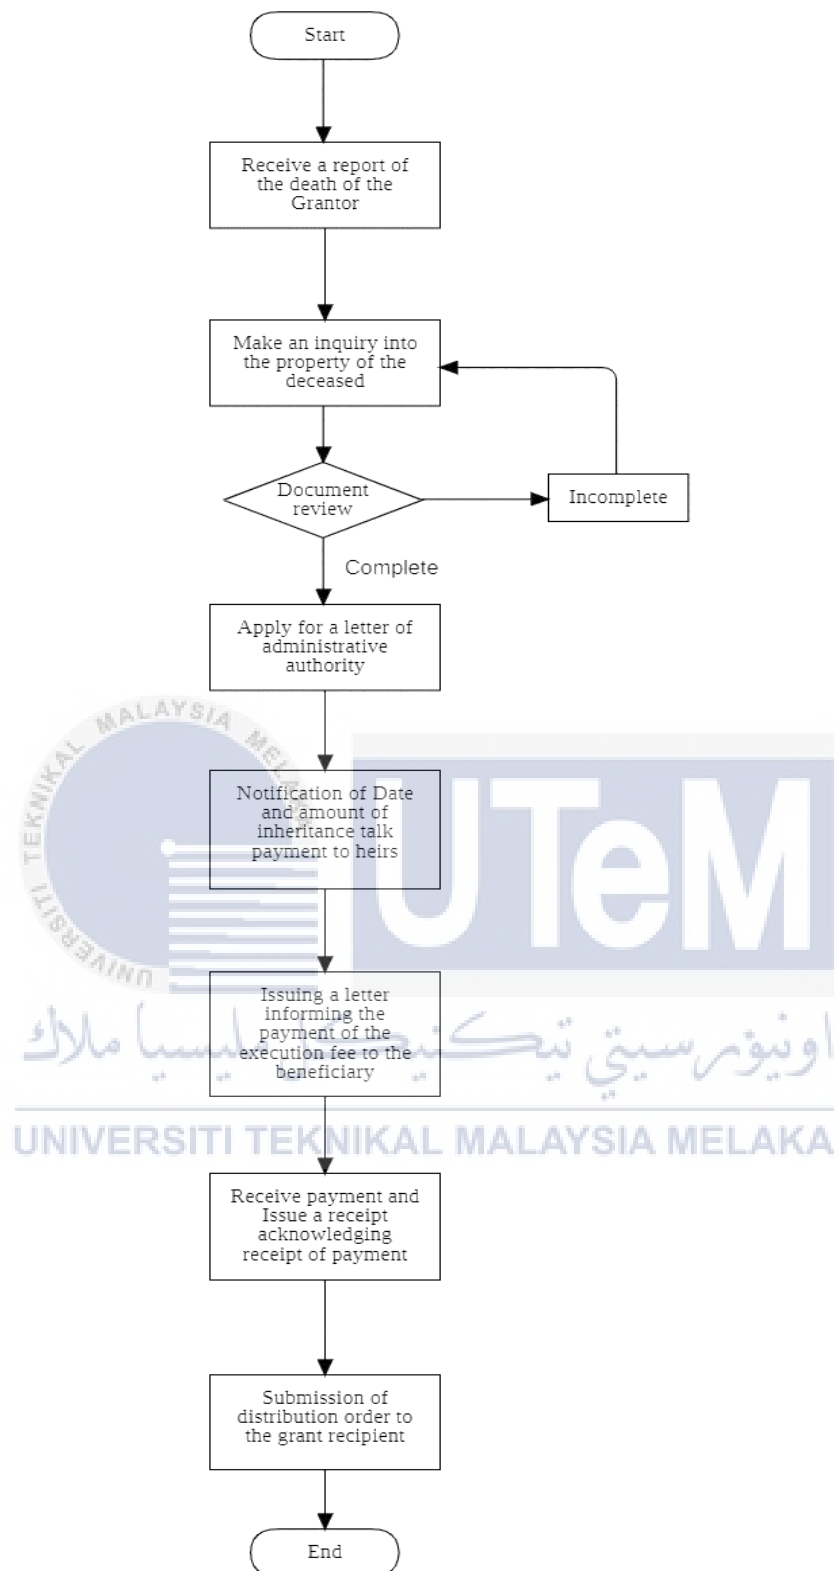 Start
Receive a report of
the death of the
Grantor
Make an inquiry into
the property of the
deceased
Document
review
Incomplete
Complete
Apply for a letter of
administrative
authority
UNIVERSITI TEKNIKAL MALAYSIA MELAKA
UTeM
Notification of Date
and amount of
inheritance talk
payment to heirs
Issuing a letter
informing the
payment of the
execution fee to the
beneficiary
اونيۏرسيتي تيكنيكل مليسيا ملاك
UNIVERSITI TEKNIKAL MALAYSIA MELAKA
Receive payment and
Issue a receipt
acknowledging
receipt of payment
Submission of
distribution order to
the grant recipient
End